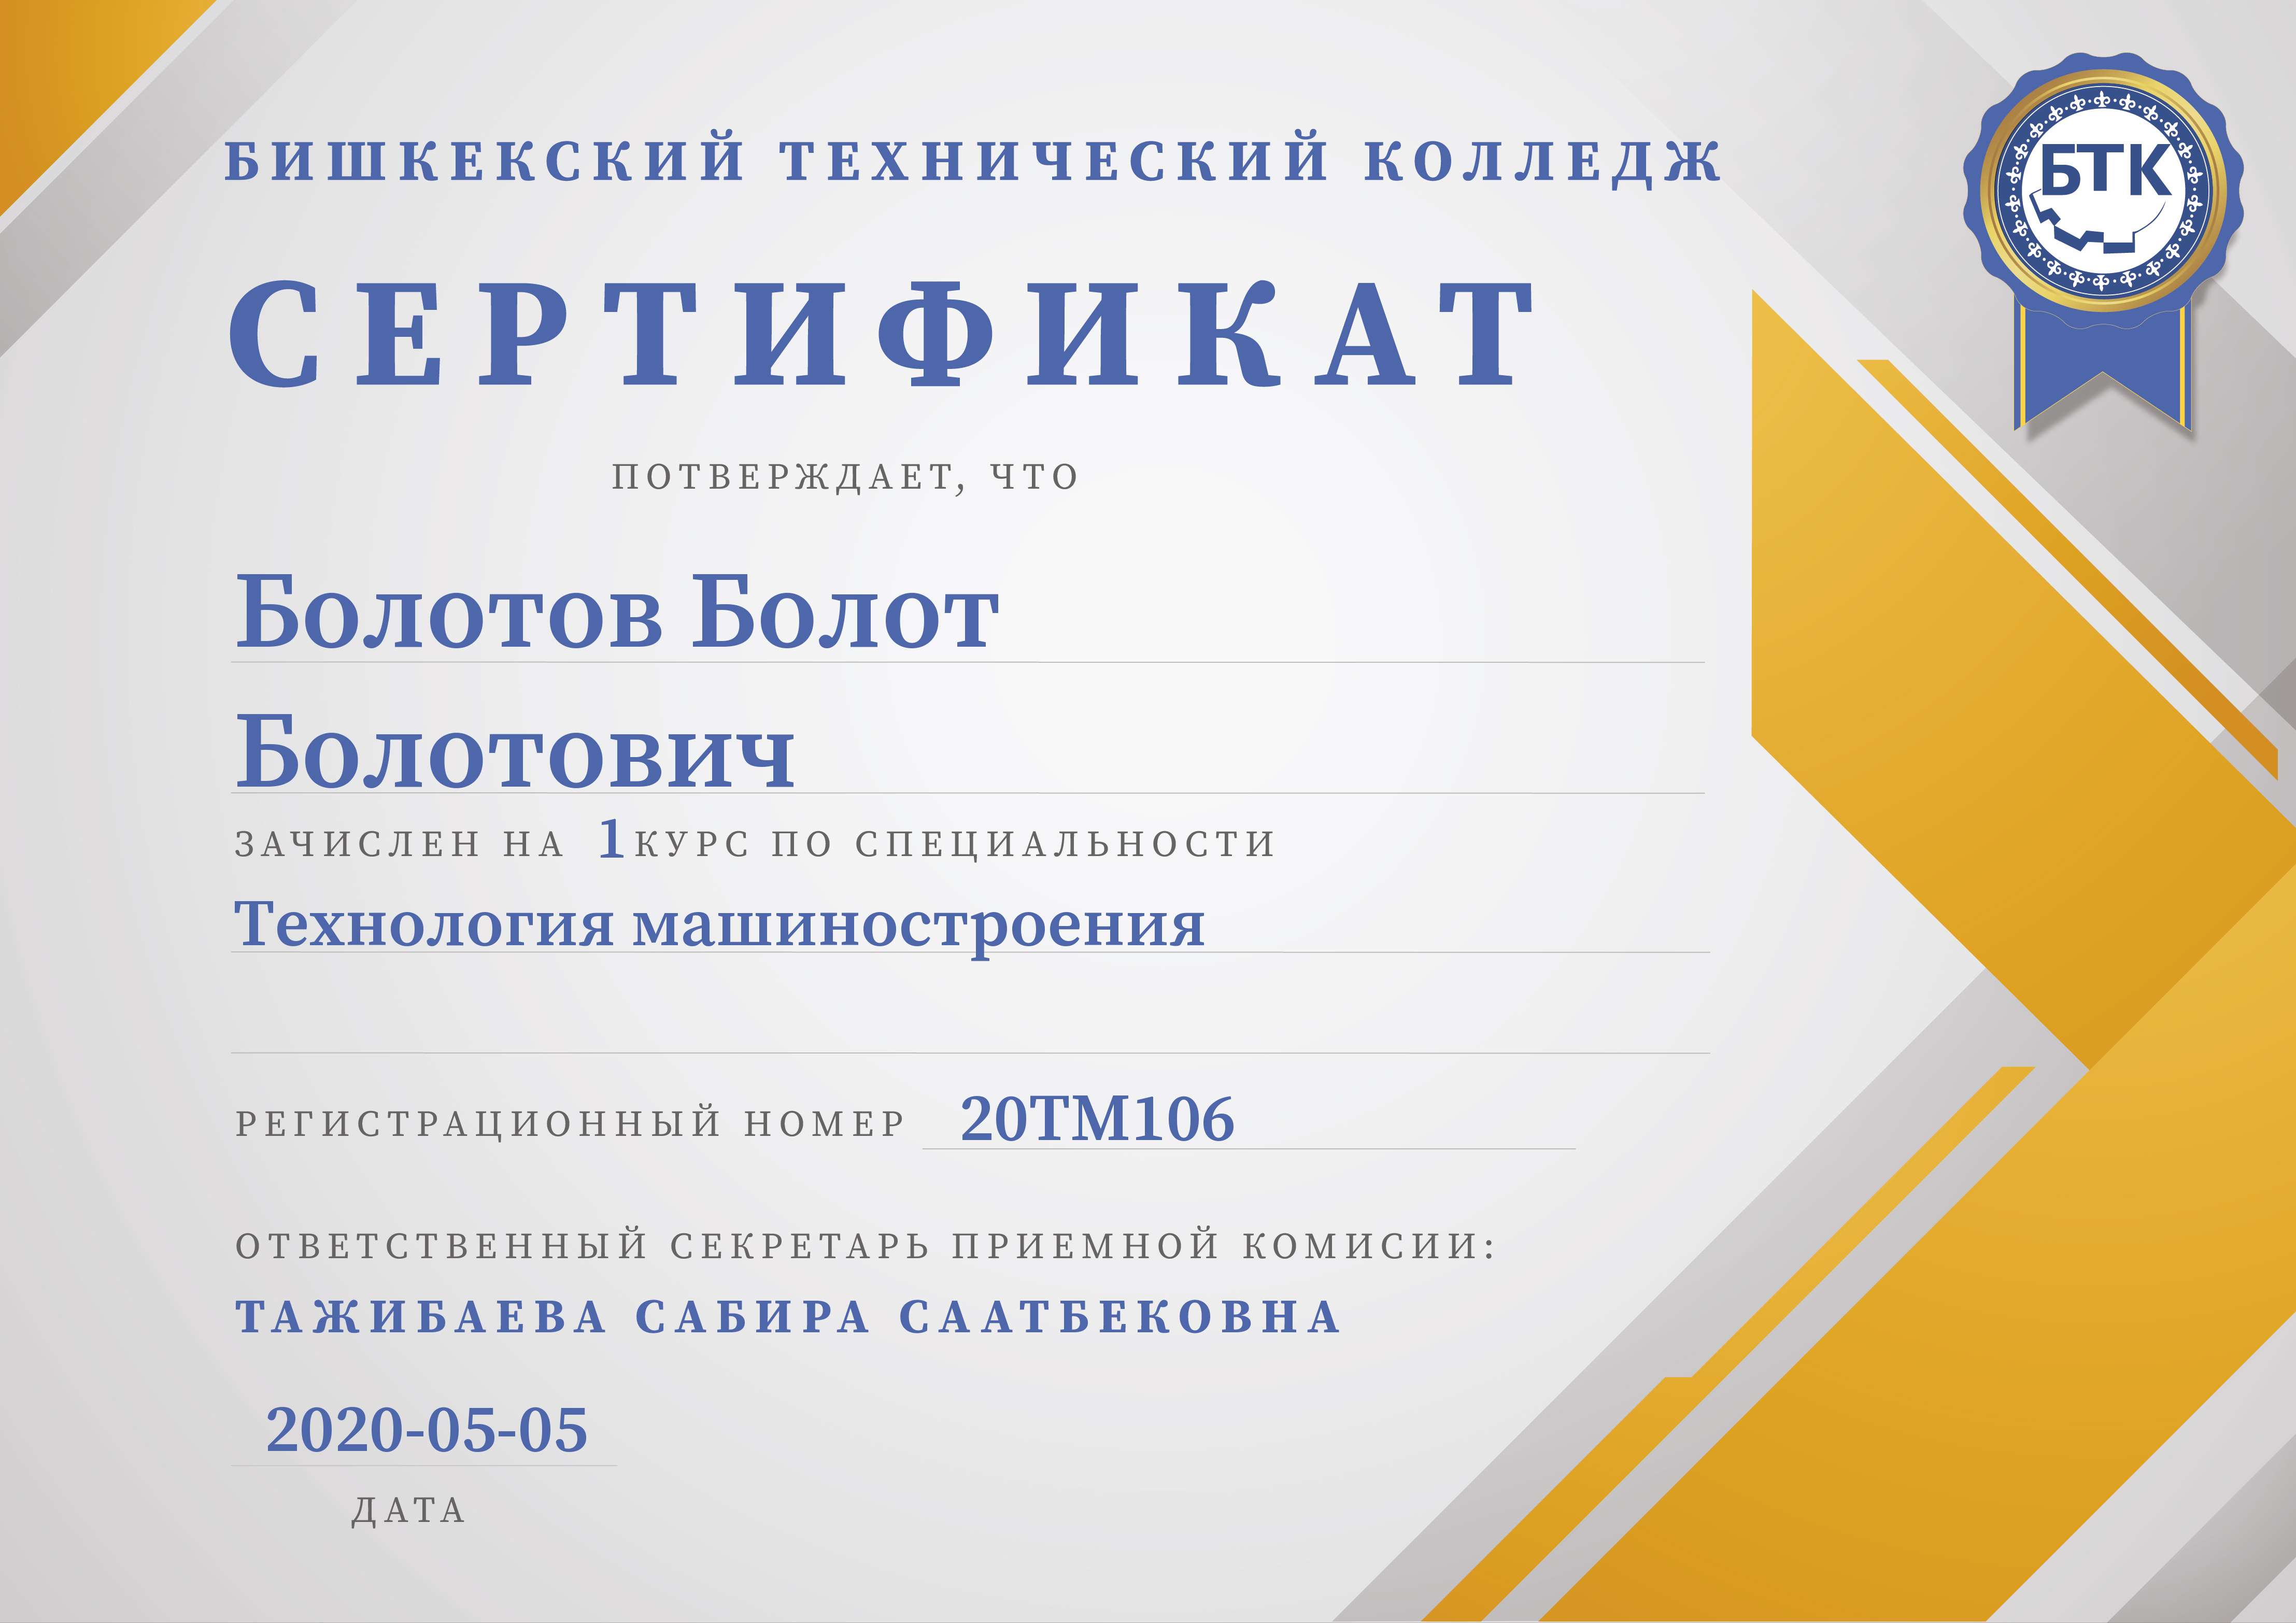 БИШКЕКСКИЙ ТЕХНИЧЕСКИЙ КОЛЛЕДЖ
БТК
СЕРТИФИКАТ
ПОТВЕРЖДАЕТ, ЧТО
Болотов Болот
Болотович
ЗАЧИСЛЕН НА 1 КУРС ПО СПЕЦИАЛЬНОСТИ
Технология машиностроения
РЕГИСТРАЦИОННЫЙ НОМЕР 20ТМ106
ОТВЕТСТВЕННЫЙ СЕКРЕТАРЬ ПРИЕМНОЙ КОМИСИИ:
ТАЖИБАЕВА САБИРА СААТБЕКОВНА
2020-05-05
ДАТА